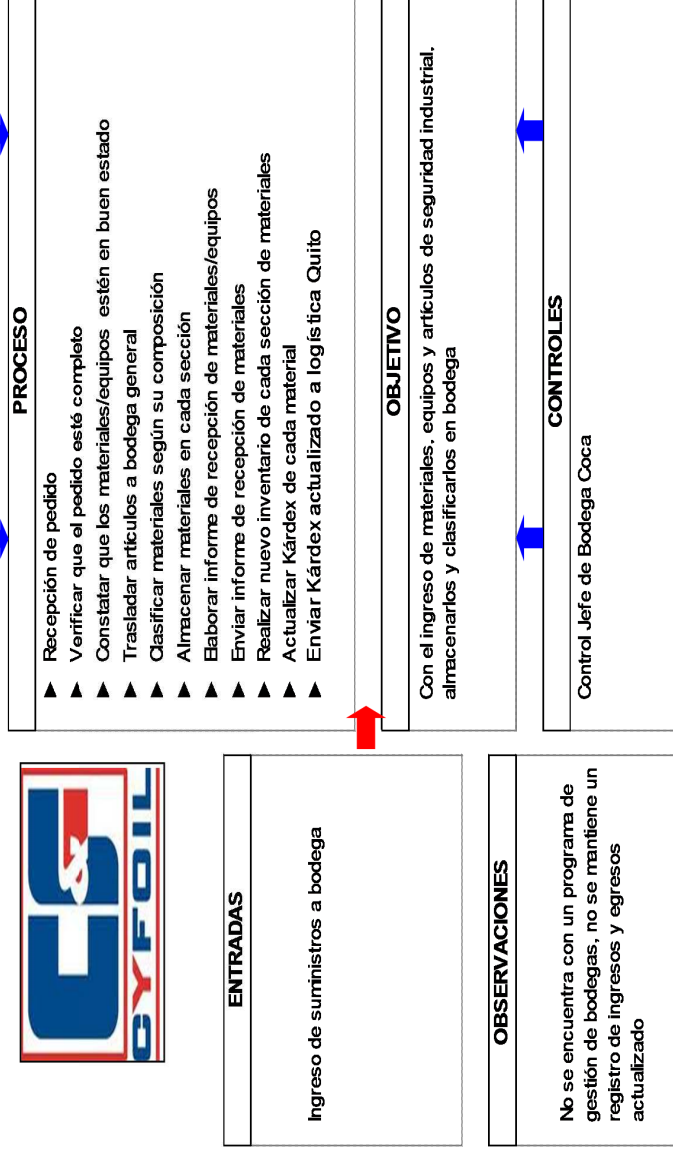 C&
CYFOIL
ENTRADAS
Ingreso de suministros a bodega
OBSERVACIONES
No se encuentra con un programa de
gestión de bodegas, no se mantiene un
registro de ingresos y egresos
actualizado
PROCESO
► Recepción de pedido
► Verificar que el pedido esté completo
► Constatar que los materiales/equipos estén en buen estado
► Trasladar artículos a bodega general
► Clasificar materiales según su composición
► Almacenar materiales en cada sección
► Elaborar informe de recepción de materiales/equipos
► Enviar informe de recepción de materiales
► Realizar nuevo inventario de cada sección de materiales
► Actualizar Kárdex de cada material
► Enviar Kárdex actualizado a logística Quito
OBJETIVO
Con el ingreso de materiales, equipos y artículos de seguridad industrial,
almacenarlos y clasificarlos en bodega
CONTROLES
Control Jefe de Bodega Coca